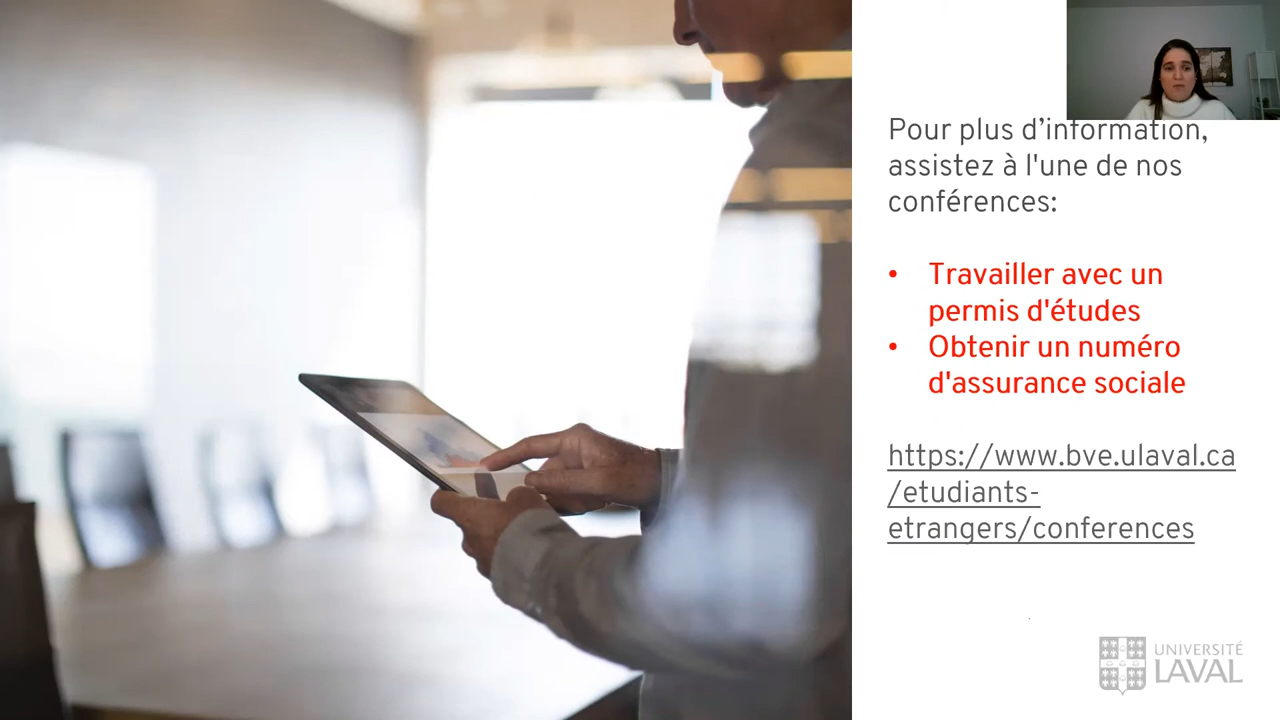 Pour plus d’information,
assistez à l'une de nos
conférences:
• Travailler avec un
permis d'études
• Obtenir un numéro
d'assurance sociale
https://www.bve.ulaval.ca
/etudiants-
etrangers/conferences
UNIVERSITÉ
LAVAL